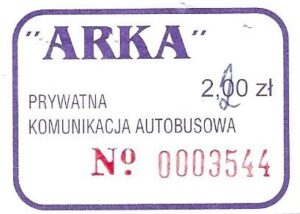 "ARKA"
2,00 zł
PRYWATNA
KOMUNIKACJA AUTOBUSOWA
Nº 0003544